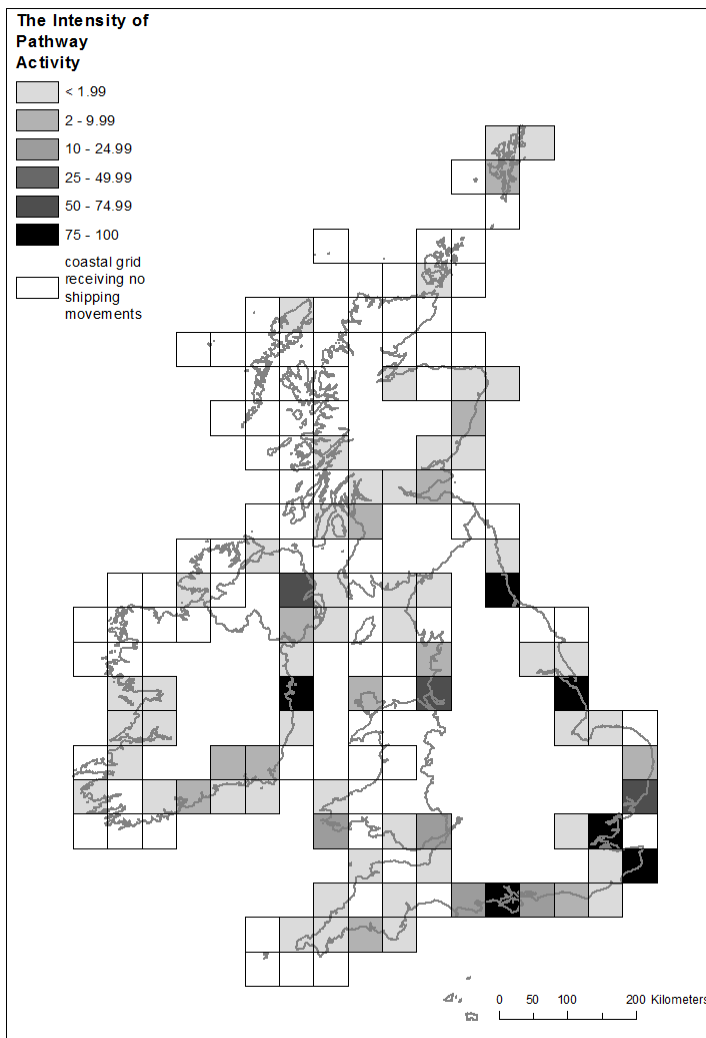 The Intensity of
Pathway
Activity
< 1.99
2 - 9.99
10 - 24.99
25 - 49.99
50 - 74.99
75 - 100
coastal grid
receiving no
shipping
movements
0 50 100 200 Kilometers